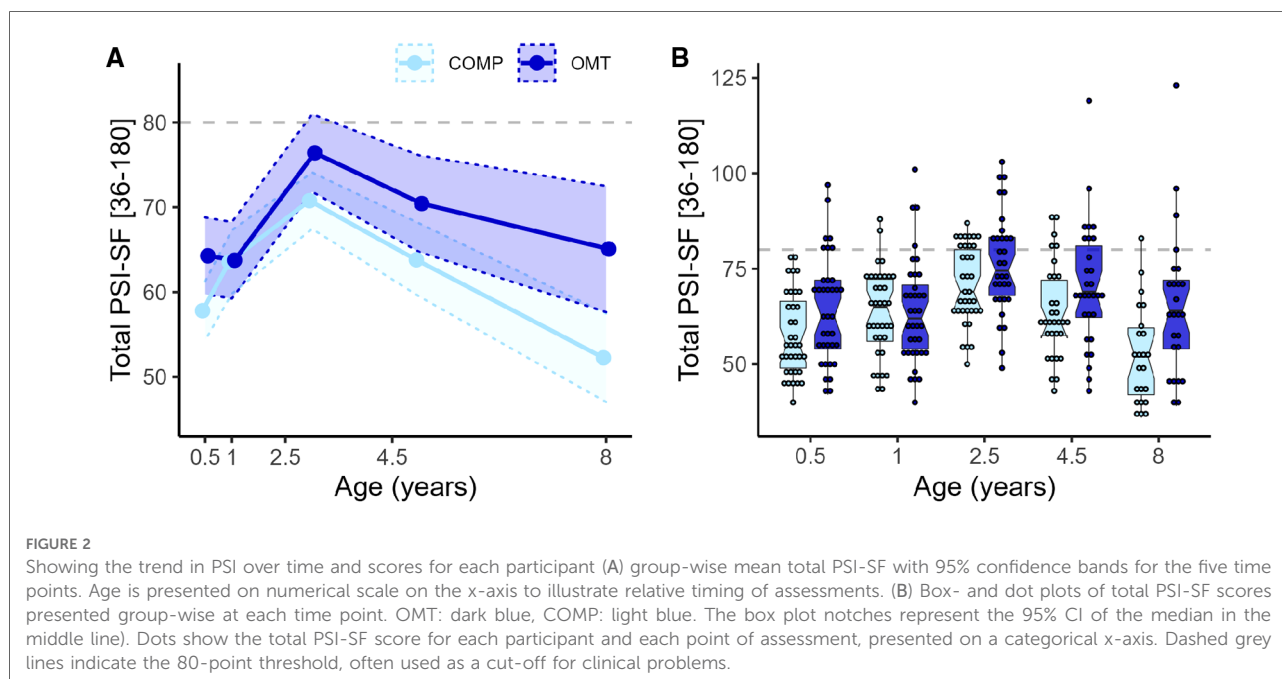 A
COMP
OMT
Total PSI-SF [36-180]
80
70
60
50
0.5 1 2.5 4.5 8
Age (years)
B
Total PSI-SF [36-180]
125
100
75
50
0.5 1 2.5 4.5 8
Age (years)
FIGURE 2
Showing the trend in PSI over time and scores for each participant (A) group-wise mean total PSI-SF with 95% confidence bands for the five time
points. Age is presented on numerical scale on the x-axis to illustrate relative timing of assessments. (B) Box- and dot plots of total PSI-SF scores
presented group-wise at each time point. OMT: dark blue, COMP: light blue. The box plot notches represent the 95% CI of the median in the
middle line). Dots show the total PSI-SF score for each participant and each point of assessment, presented on a categorical x-axis. Dashed grey
lines indicate the 80-point threshold, often used as a cut-off for clinical problems.